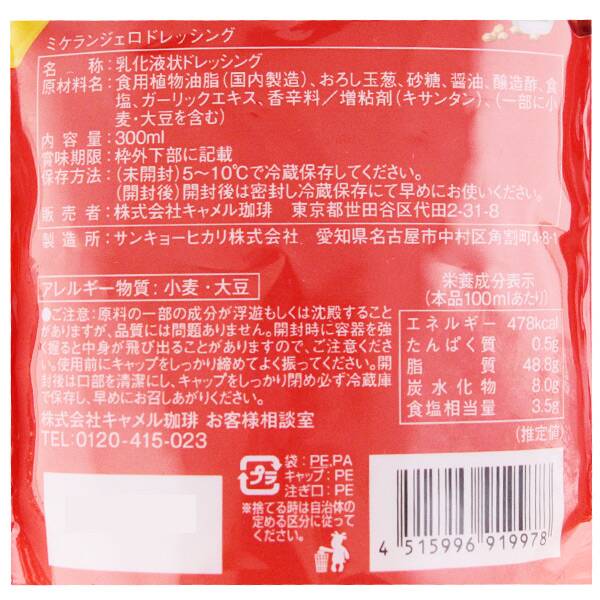 ミケランジェロドレッシング
名称:乳化液状ドレッシング
原材料名:食用植物油脂(国内製造)、おろし玉葱、砂糖、醤油、醸造酢、食
塩、ガーリックエキス、香辛料/増粘剤(キサンタン)、(一部に小
麦・大豆を含む)
内容量:300ml
賞味期限:枠外下部に記載
保存方法:(未開封)5〜10℃で冷蔵保存してください。
(開封後)開封後は密封し冷蔵保存にて早めにお使いください。
販売者:株式会社キャメル珈琲 東京都世田谷区代田2-31-8
製造所:サンキョーヒカリ株式会社 愛知県名古屋市中村区角割町4-8-1
アレルギー物質:小麦・大豆
●ご注意:原料の一部の成分が浮遊もしくは沈殿すること
がありますが、品質には問題ありません。開封時に容器を強
く握ると中身が飛び出ることがありますので、ご注意くださ
い。使用前にキャップをしっかり締めてよく振ってください。開
封後は口部を清潔にし、キャップをしっかり閉め必ず冷蔵庫
で保存し、早めにお召しあがりください。
株式会社キャメル珈琲 お客様相談室
TEL:0120-415-023
栄養成分表示
(本品100mlあたり)
エネルギー 478kcal
たんぱく質 0.5g
脂質 48.8g
炭水化物 8.0g
食塩相当量 3.5g
(推定値)
プラ
袋:PE,PA
キャップ:PE
注ぎ口:PE
※捨てる時は自治体の
定める区分に従って
ください。
4 515996 919978